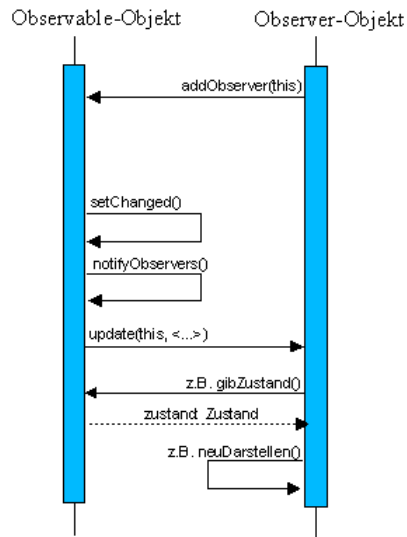 Observable-Objekt
Observer-Objekt
addObserver(this)
setChanged()
notifyObservers()
update(this, <...>)
z.B. gibZustand()
zustand Zustand
z.B. neuDarstellen()